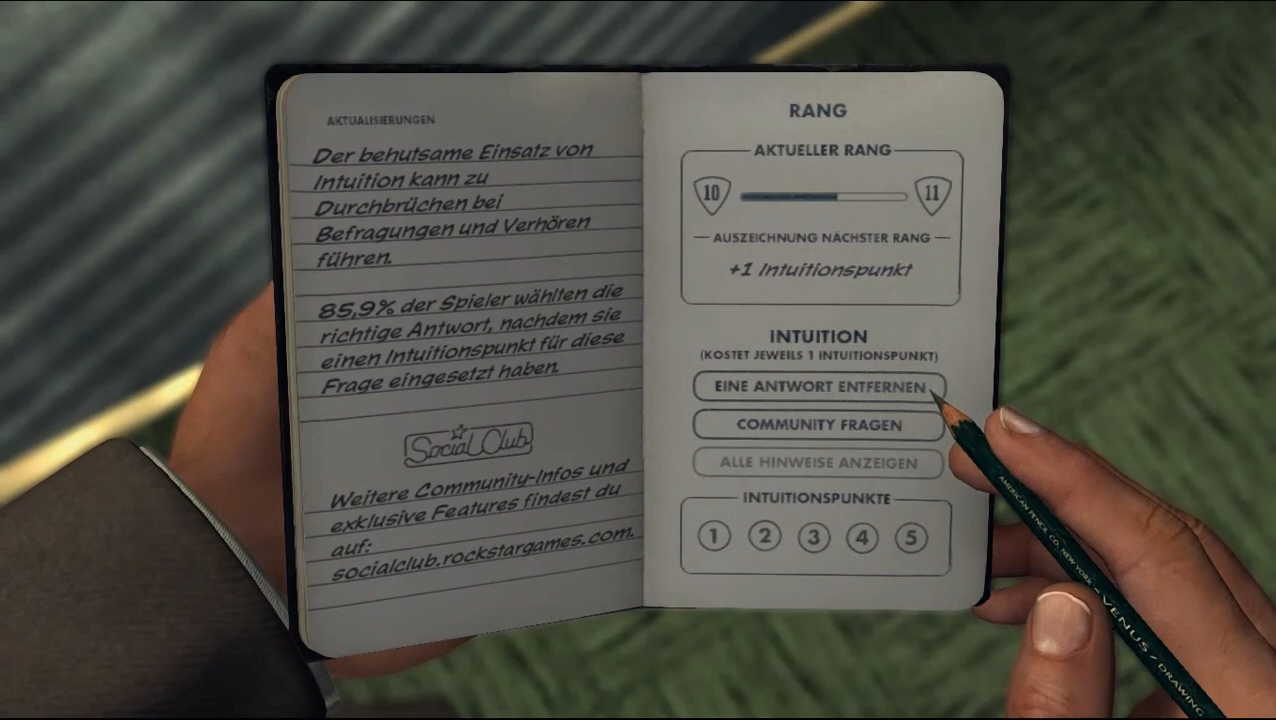 AKTUALISIERUNGEN
Der behutsame Einsatz von
Intuition kann zu
Durchbrüchen bei
Befragungen und Verhören
führen.
85,9% der Spieler wählten die
richtige Antwort, nachdem sie
einen Intuitionspunkt für diese
Frage eingesetzt haben.
Social Club
Weitere Community-Infos und
exklusive Features findest du
auf:
socialclub.rockstargames.com.
RANG
AKTUELLER RANG
10 11
AUSZEICHNUNG NÄCHSTER RANG
+1 Intuitionspunkt
INTUITION
(KOSTET JEWEILS 1 INTUITIONSPUNKT)
EINE ANTWORT ENTFERNEN
COMMUNITY FRAGEN
ALLE HINWEISE ANZEIGEN
INTUITIONSPUNKTE
1 2 3 4 5
AMERICAN PENCIL CO. NEW YORK - VENUS / DRAWING